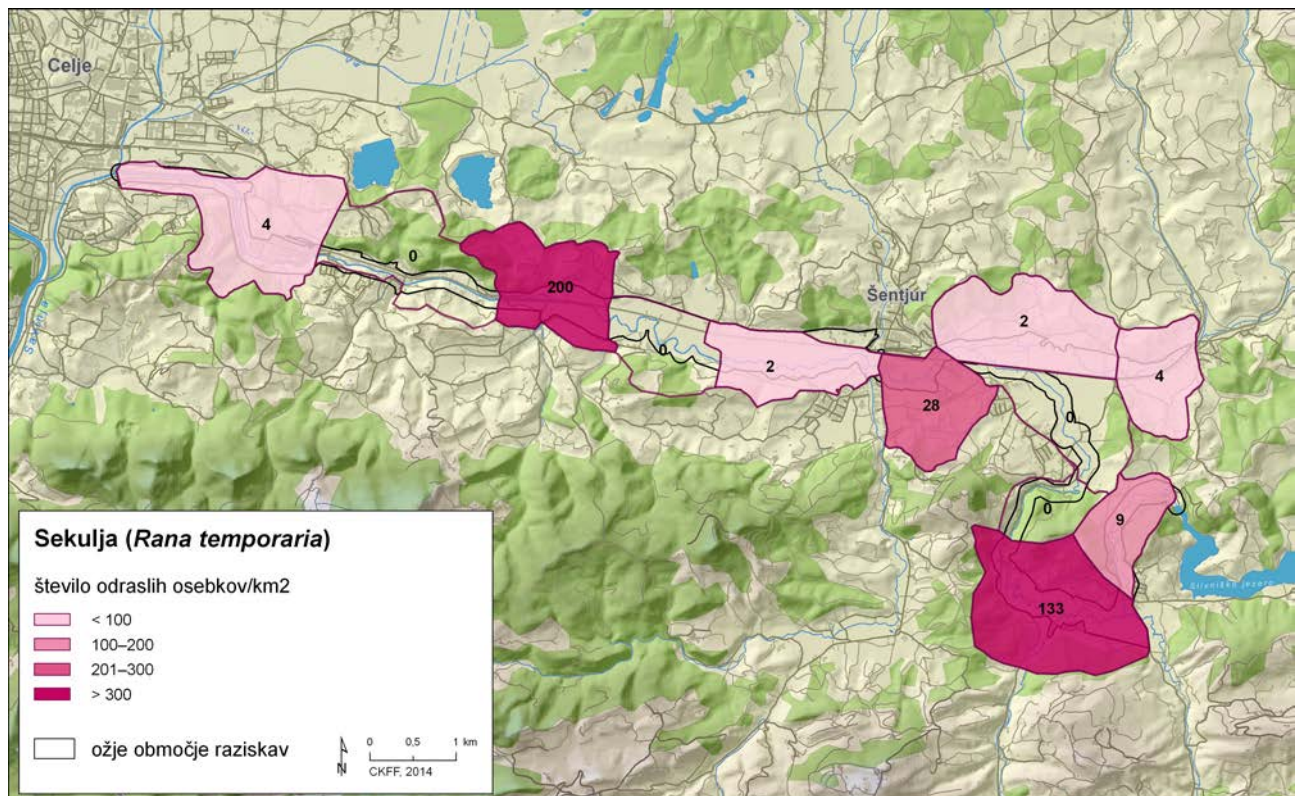 Celje
Savinja
4
0
200
0
2
Šentjur
2
4
28
0
0
9
133
Slivniško jezero
Sekulja (Rana temporaria)
število odraslih osebkov/km2
< 100
100–200
201–300
> 300
ožje območje raziskav
N
0 0,5 1 km
CKFF, 2014